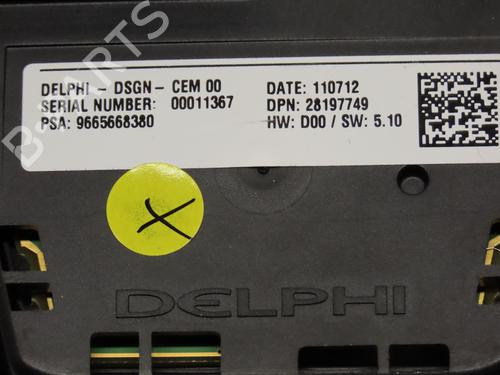 DELPHI - DSGN - CEM 00
SERIAL NUMBER: 00011367
PSA: 9665668380
DATE: 110712
DPN: 28197749
HW: D00 / SW: 5.10
X
DELPHI